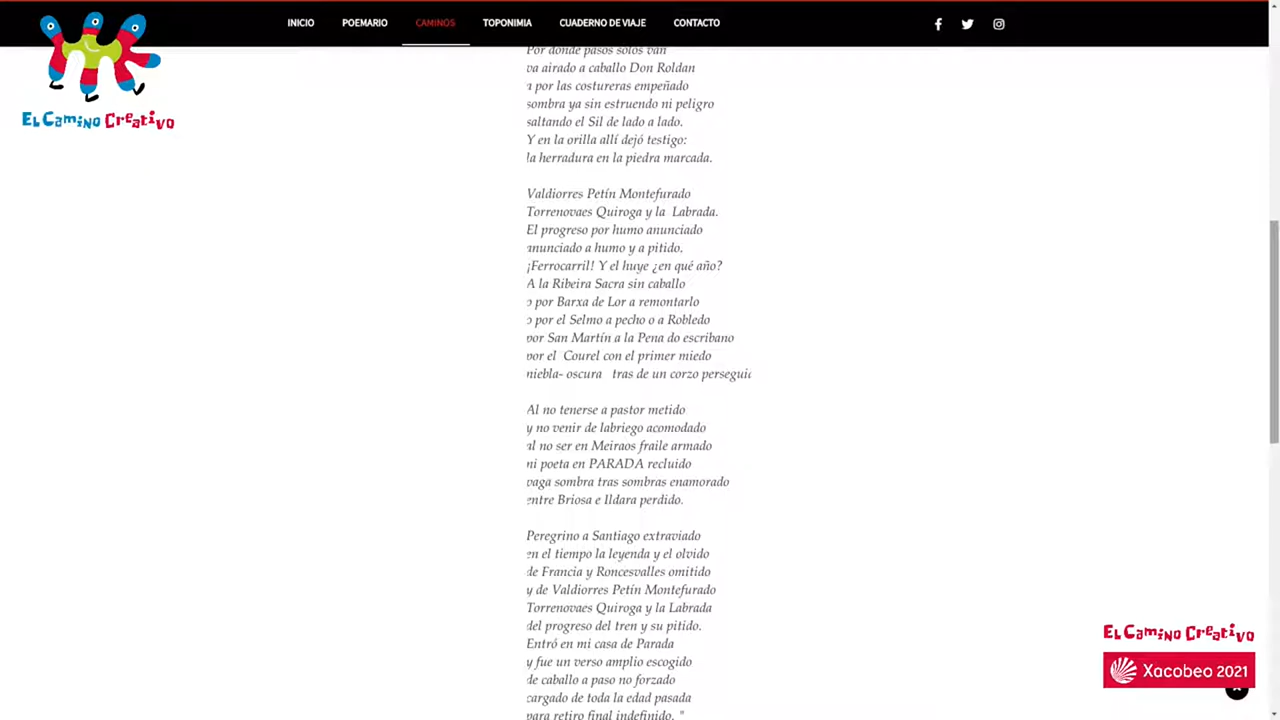 INICIO POEMARIO CAMINOS TOPONIMIA CUADERNO DE VIAJE CONTACTO
EL CAMINO CREATIVO
Por donde pasos solos van
va airado a caballo Don Roldan
a por las costureras empeñado
sombra ya sin estruendo ni peligro
saltando el Sil de lado a lado.
Y en la orilla allí dejó testigo:
la herradura en la piedra marcada.
Valdiorres Petín Montefurado
Torrenovaes Quiroga y la Labrada.
El progreso por humo anunciado
anunciado a humo y a pitido.
¡Ferrocarril! Y el huye ¿en qué año?
A la Ribeira Sacra sin caballo
o por Barxa de Lor a remontarlo
o por el Selmo a pecho o a Robledo
por San Martín a la Pena do escribano
por el Courel con el primer miedo
niebla- oscura tras de un corzo
Al no tenerse a pastor metido
y no venir de labriego acomodado
al no ser en Meiraos fraile armado
ni poeta en PARADA recluido
vaga sombra tras sombras enamorado
entre Briosa e Ildara perdido.
Peregrino a Santiago extraviado
en el tiempo la leyenda y el olvido
de Francia y Roncesvalles omitido
y de Valdiorres Petín Montefurado
Torrenovaes Quiroga y la Labrada
del progreso del tren y su pitido.
Entró en mi casa de Parada
y fue un verso amplio escogido
de caballo a paso no forzado
cargado de toda la edad pasada
para retiro final indefinido. "
EL CAMINO CREATIVO
Xacobeo 2021